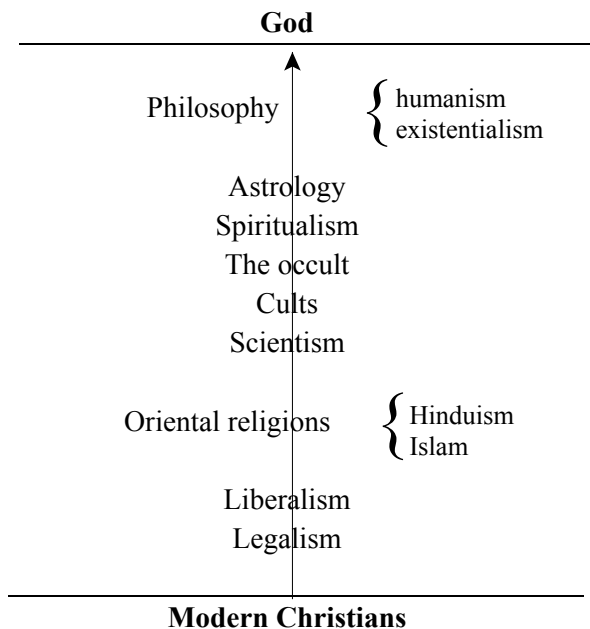 God
Philosophy
humanism
existentialism
Astrology
Spiritualism
The occult
Cults
Scientism
Oriental religions
Hinduism
Islam
Liberalism
Legalism
Modern Christians